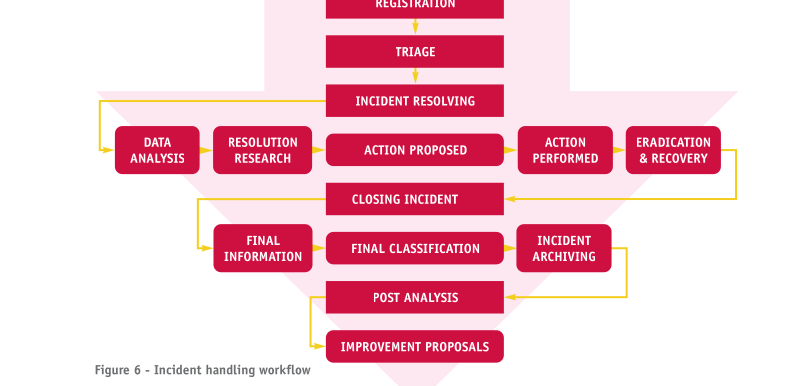 REGISTRATION
TRIAGE
INCIDENT RESOLVING
DATA
ANALYSIS
RESOLUTION
RESEARCH
ACTION PROPOSED
ACTION
PERFORMED
ERADICATION
& RECOVERY
CLOSING INCIDENT
FINAL
INFORMATION
FINAL CLASSIFICATION
INCIDENT
ARCHIVING
POST ANALYSIS
IMPROVEMENT PROPOSALS
Figure 6 - Incident handling workflow